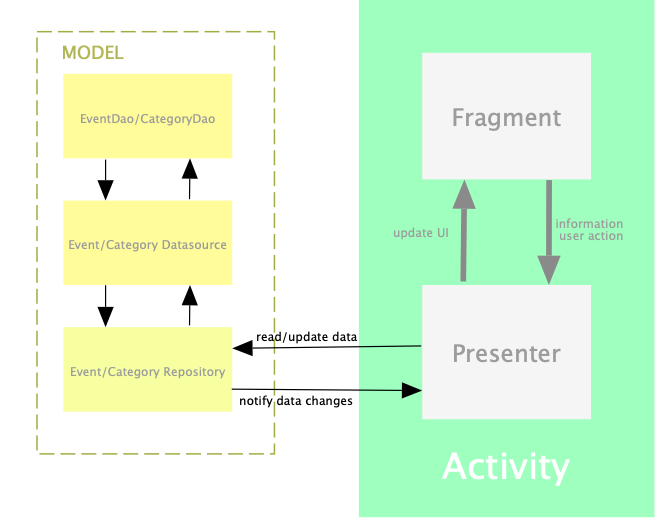 MODEL
EventDao/CategoryDao
Event/Category Datasource
Event/Category Repository
read/update data
notify data changes
Fragment
update UI
information
user action
Presenter
Activity